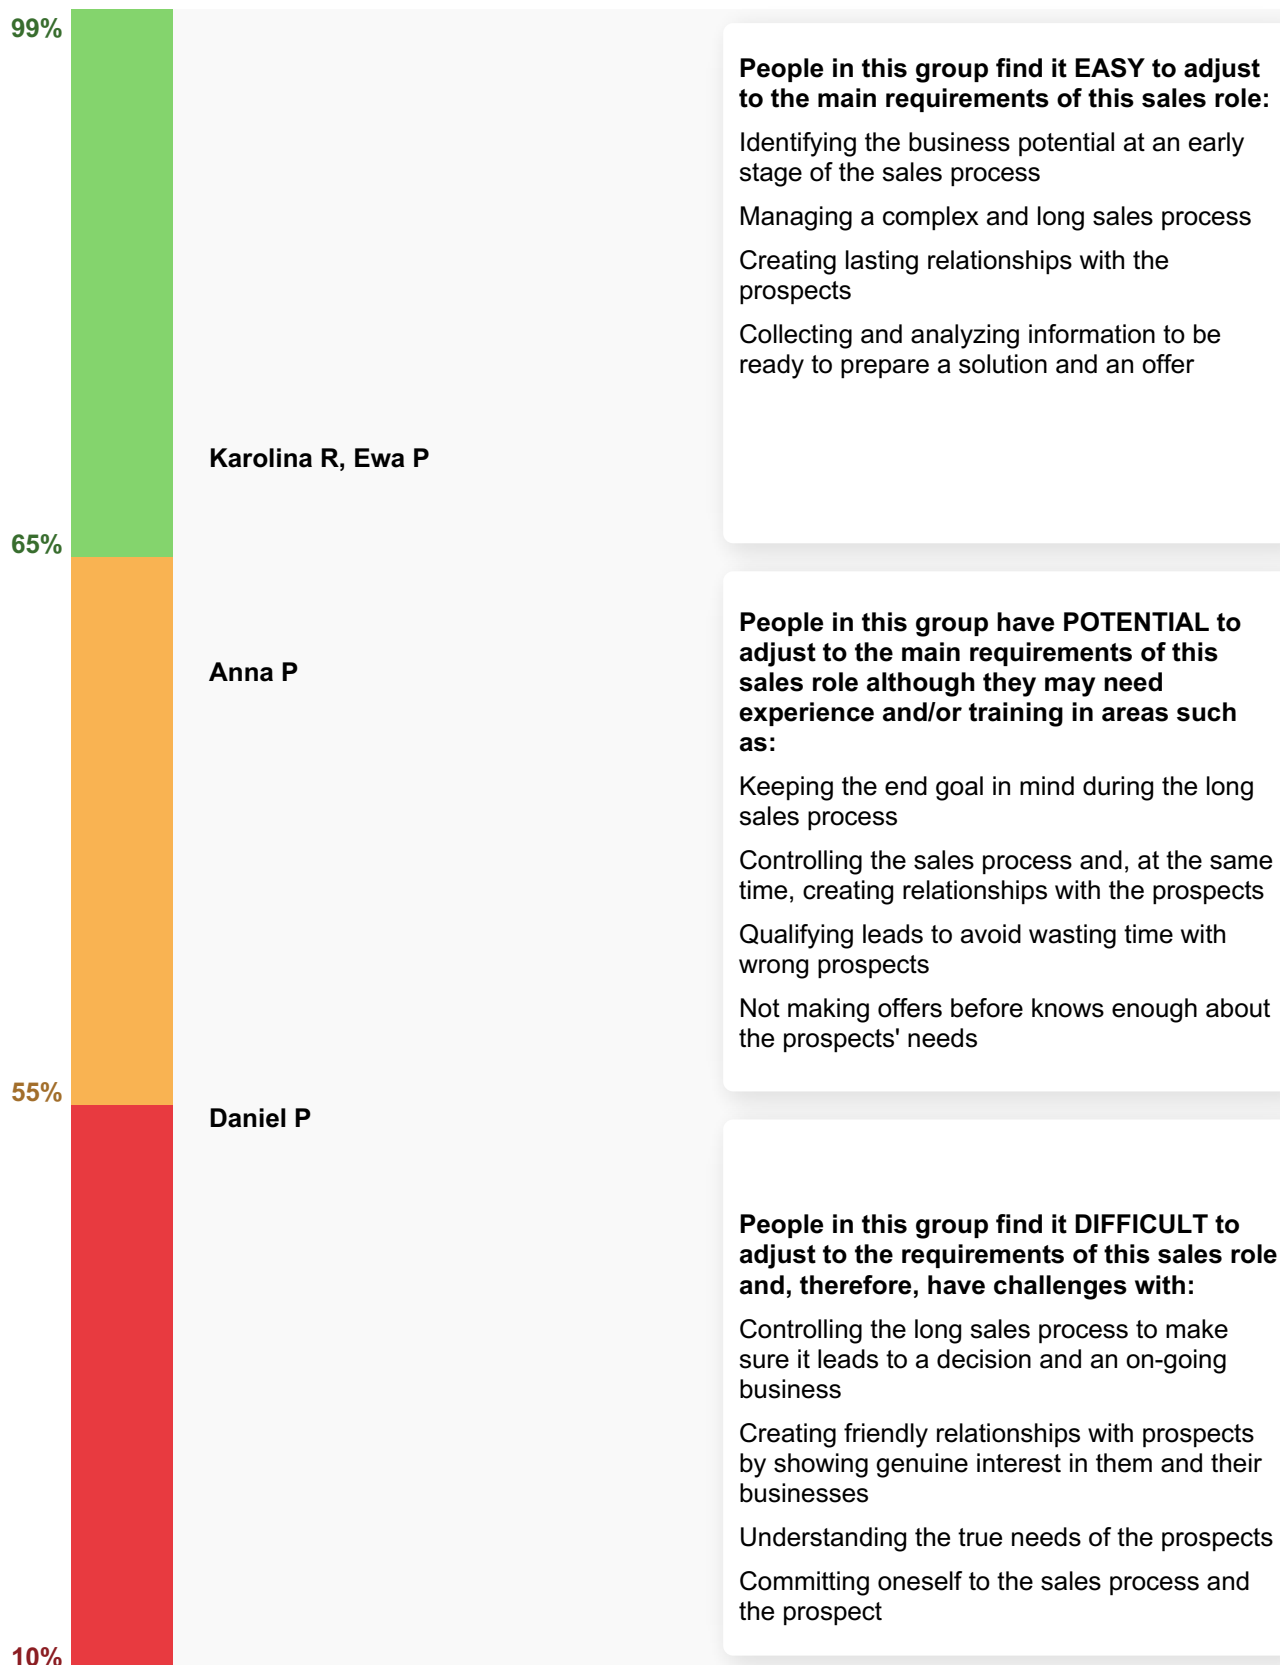 99%
People in this group find it EASY to adjust
to the main requirements of this sales role:
Identifying the business potential at an early
stage of the sales process
Managing a complex and long sales process
Creating lasting relationships with the
prospects
Collecting and analyzing information to be
ready to prepare a solution and an offer
Karolina R, Ewa P
65%
People in this group have POTENTIAL to
adjust to the main requirements of this
sales role although they may need
experience and/or training in areas such
as:
Anna P
Keeping the end goal in mind during the long
sales process
Controlling the sales process and, at the same
time, creating relationships with the prospects
Qualifying leads to avoid wasting time with
wrong prospects
Not making offers before knows enough about
the prospects' needs
55%
Daniel P
People in this group find it DIFFICULT to
adjust to the requirements of this sales role
and, therefore, have challenges with:
Controlling the long sales process to make
sure it leads to a decision and an on-going
business
Creating friendly relationships with prospects
by showing genuine interest in them and their
businesses
Understanding the true needs of the prospects
Committing oneself to the sales process and
the prospect
10%